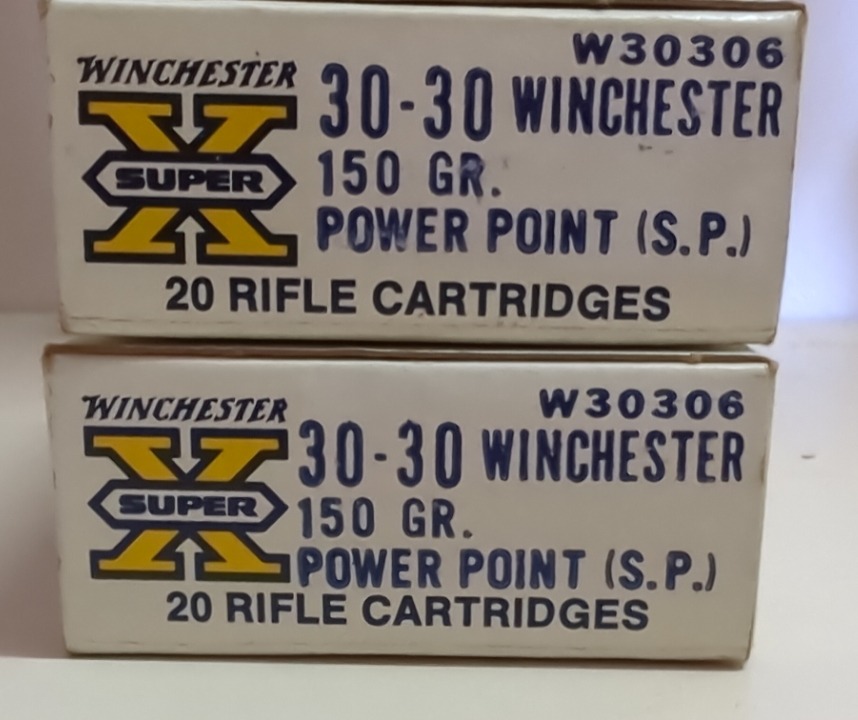 W30306
WINCHESTER
30-30 WINCHESTER
SUPER X
150 GR.
POWER POINT (S.P.)
20 RIFLE CARTRIDGES
W30306
WINCHESTER
30-30 WINCHESTER
SUPER X
150 GR.
POWER POINT (S.P.)
20 RIFLE CARTRIDGES